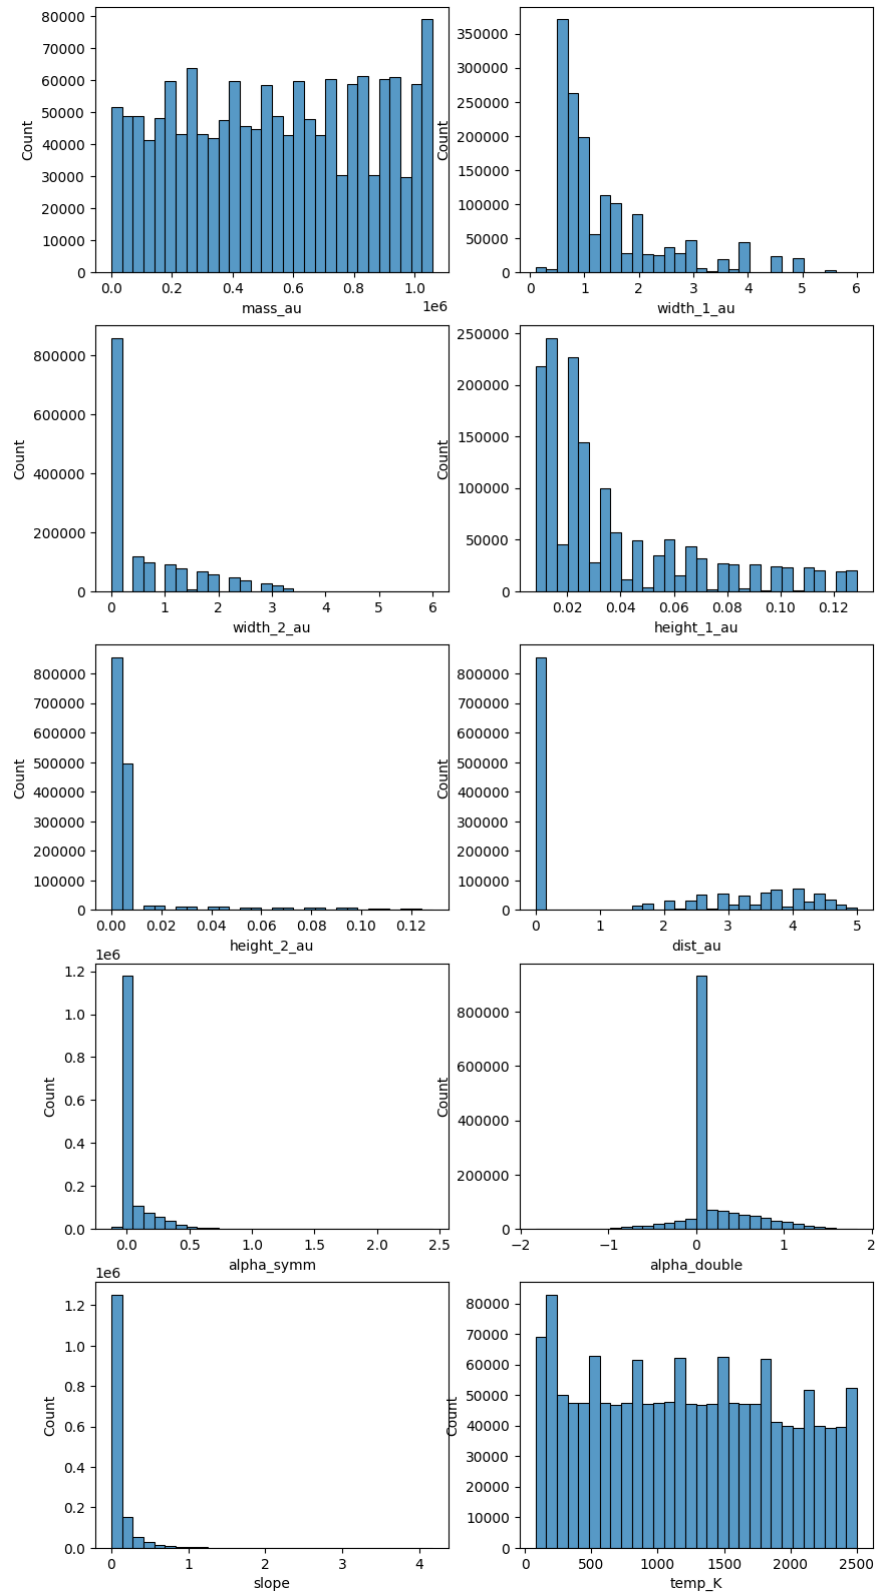 80000
70000
60000
50000
40000
30000
20000
10000
0
Count
0.0 0.2 0.4 0.6 0.8 1.0
1e6
mass_au
350000
300000
250000
200000
150000
100000
50000
0
Count
0 1 2 3 4 5 6
width_1_au
800000
600000
400000
200000
0
Count
0 1 2 3 4 5 6
width_2_au
250000
200000
150000
100000
50000
0
Count
0.02 0.04 0.06 0.08 0.10 0.12
height_1_au
800000
700000
600000
500000
400000
300000
200000
100000
0
Count
0.00 0.02 0.04 0.06 0.08 0.10 0.12
height_2_au
800000
700000
600000
500000
400000
300000
200000
100000
0
Count
0 1 2 3 4 5
dist_au
1e6
1.2
1.0
0.8
0.6
0.4
0.2
0.0
Count
0.0 0.5 1.0 1.5 2.0 2.5
alpha_symm
800000
600000
400000
200000
0
Count
−2 −1 0 1 2
alpha_double
1e6
1.2
1.0
0.8
0.6
0.4
0.2
0.0
Count
0 1 2 3 4
slope
80000
70000
60000
50000
40000
30000
20000
10000
0
Count
0 500 1000 1500 2000 2500
temp_K